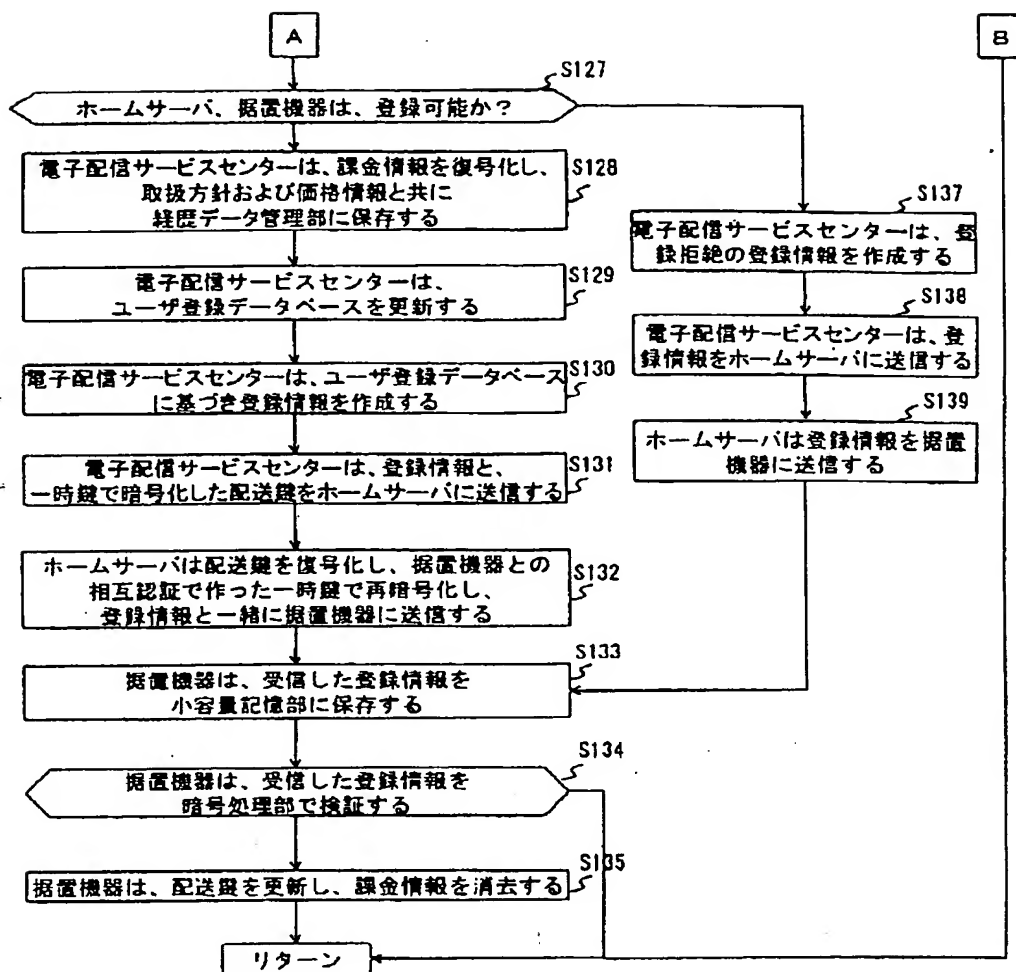 A
B
S127
ホームサーバ、据置機器は、登録可能か?
電子配信サービスセンターは、課金情報を復号化し、
取扱方針および価格情報と共に
経歴データ管理部に保存する
S128
S137
電子配信サービスセンターは、登
録拒絶の登録情報を作成する
電子配信サービスセンターは、
ユーザ登録データベースを更新する
S129
S138
電子配信サービスセンターは、登
録情報をホームサーバに送信する
電子配信サービスセンターは、ユーザ登録データベース
に基づき登録情報を作成する
S130
S139
ホームサーバは登録情報を据置
機器に送信する
電子配信サービスセンターは、登録情報と、
一時鍵で暗号化した配送鍵をホームサーバに送信する
S131
ホームサーバは配送鍵を復号化し、据置機器との
相互認証で作った一時鍵で再暗号化し、
登録情報と一緒に据置機器に送信する
S132
S133
据置機器は、受信した登録情報を
小容量記憶部に保存する
S134
据置機器は、受信した登録情報を
暗号処理部で検証する
S135
据置機器は、配送鍵を更新し、課金情報を消去する
リターン